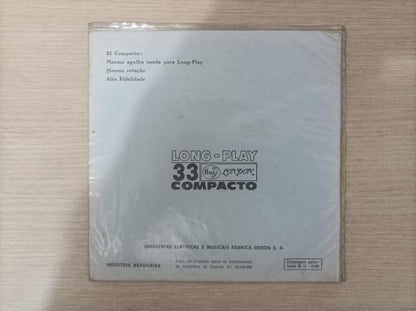 33 Compacto:
Mesma agulha usada para Long-Play
Mesma rotação
Alta Fidelidade
LONG-PLAY
33 LONDON
COMPACTO
INDÚSTRIAS ELÉTRICAS E MUSICAIS FÁBRICA ODEON S. A.
INDÚSTRIA BRASILEIRA